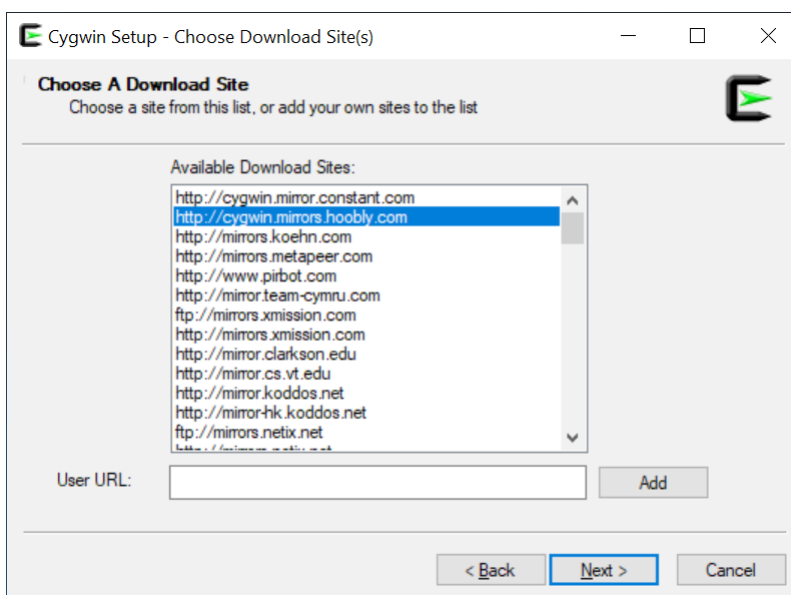 Cygwin Setup - Choose Download Site(s)
Choose A Download Site
Choose a site from this list, or add your own sites to the list
Available Download Sites:
http://cygwin.mirror.constant.com
http://cygwin.mirrors.hoobly.com
http://mirrors.koehn.com
http://mirrors.metapeer.com
http://www.pirbot.com
http://mirror.team-cymru.com
ftp://mirrors.xmission.com
http://mirrors.xmission.com
http://mirror.clarkson.edu
http://mirror.cs.vt.edu
http://mirror.koddos.net
http://mirror-hk.koddos.net
ftp://mirrors.netix.net
User URL:
Add
< Back
Next >
Cancel